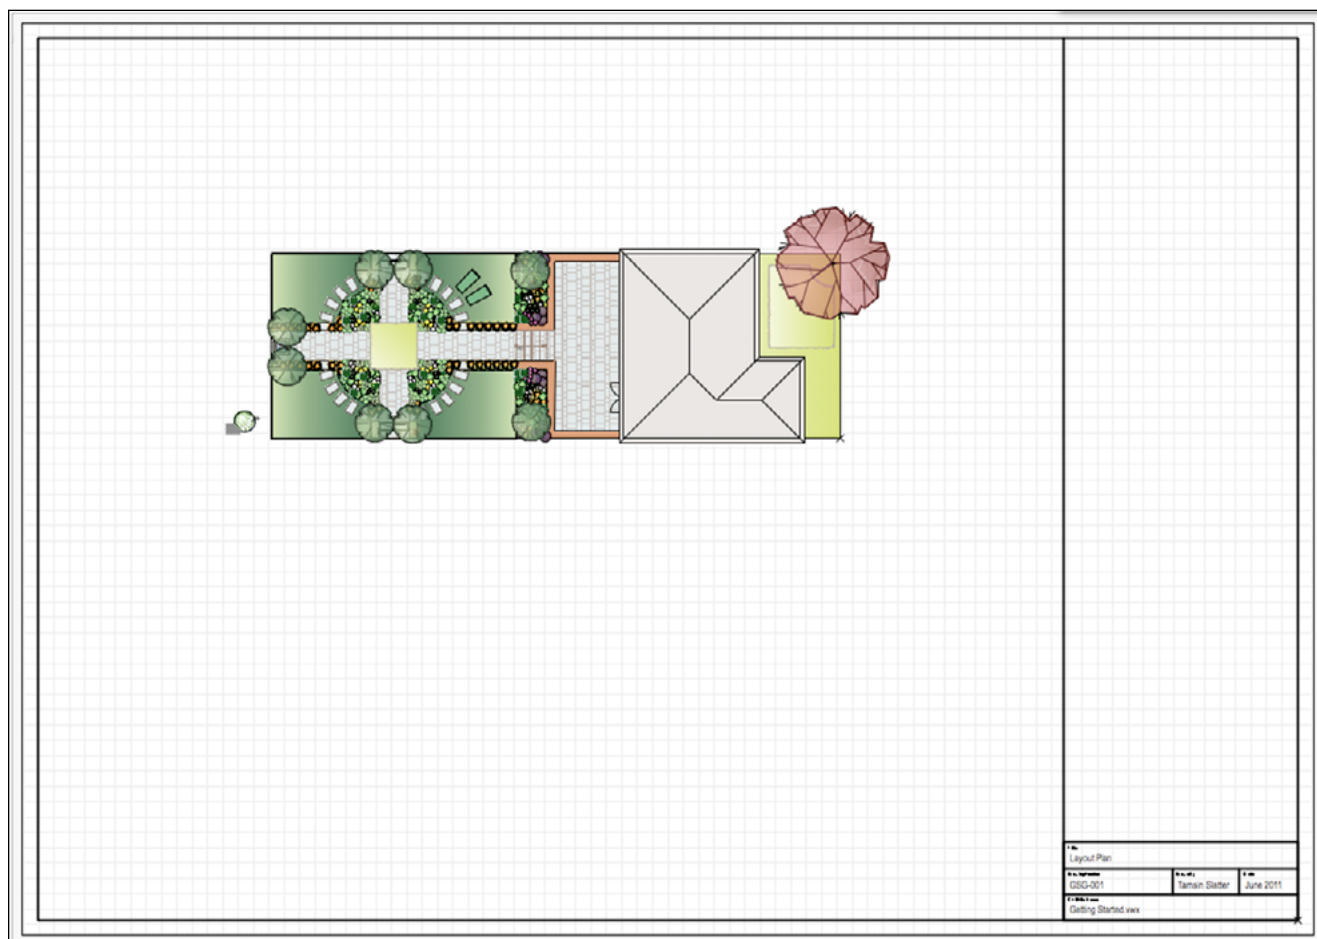 Layout Plan
GSG-001
Tamsin Slatter
June 2011
Getting Started.vwx